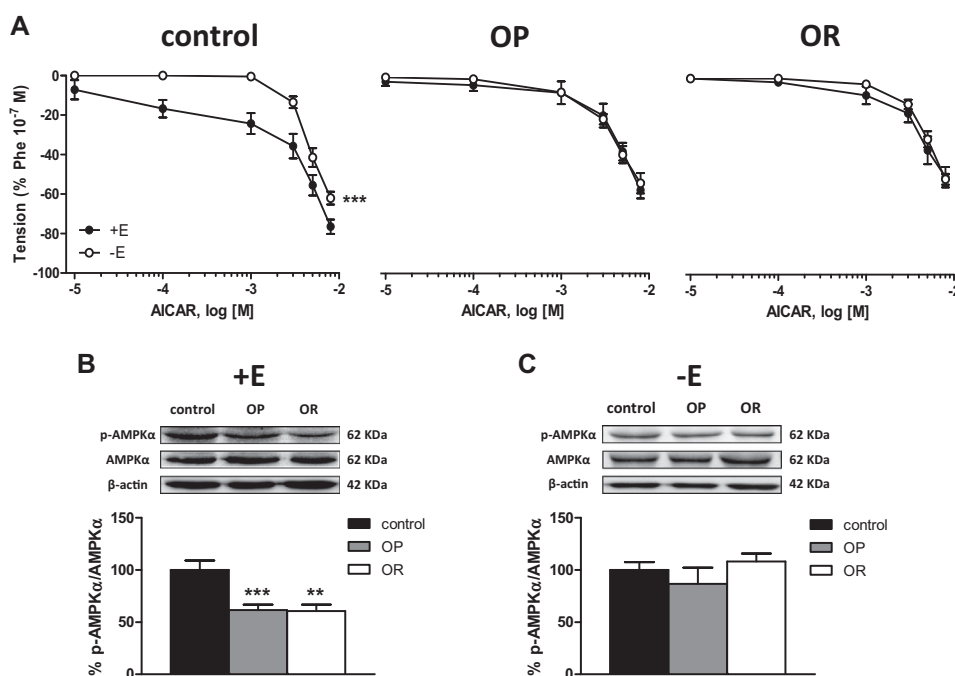 A
control
OP
OR
Tension (% Phe 10⁻⁷ M)
0
-20
-40
-60
-80
-100
+E
-E
***
-5
-4
-3
-2
-5
-4
-3
-2
-5
-4
-3
-2
AICAR, log [M]
AICAR, log [M]
AICAR, log [M]
B
+E
control OP OR
p-AMPKα 62 KDa
AMPKα 62 KDa
β-actin 42 KDa
% p-AMPKα/AMPKα
150
100
50
0
*** **
control
OP
OR
C
-E
control OP OR
p-AMPKα 62 KDa
AMPKα 62 KDa
β-actin 42 KDa
% p-AMPKα/AMPKα
150
100
50
0
control
OP
OR